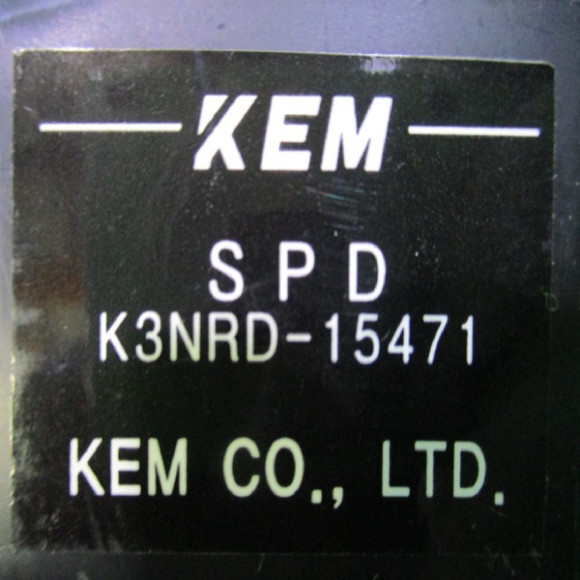 KEM
SPD
K3NRD-15471
KEM CO., LTD.